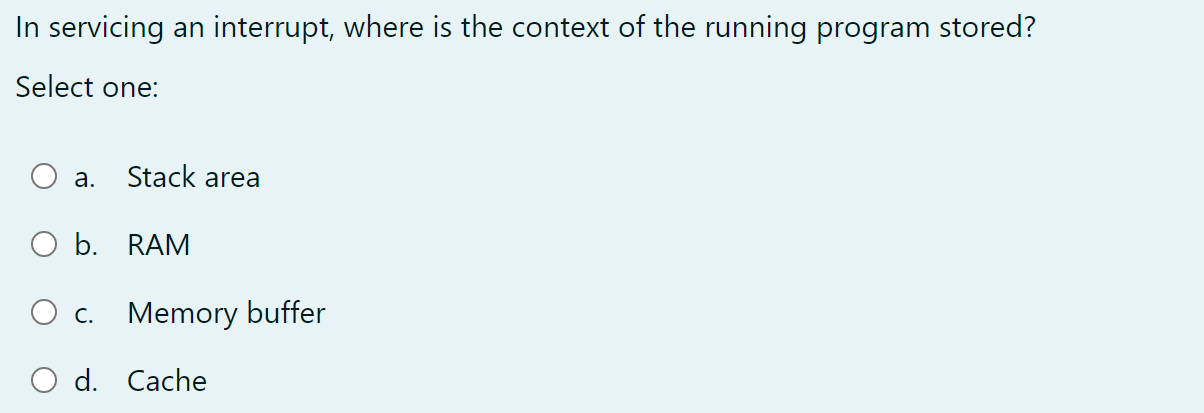 In servicing an interrupt, where is the context of the running program stored?
Select one:
a. Stack area
b. RAM
c. Memory buffer
d. Cache